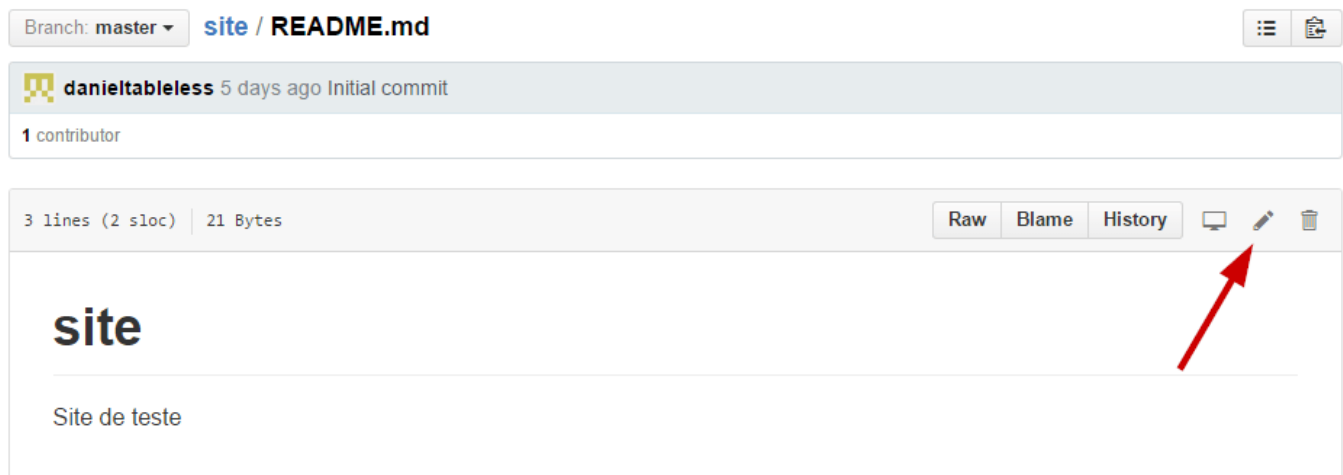 Branch: master site / README.md
danieltableless 5 days ago Initial commit
1 contributor
3 lines (2 sloc) 21 Bytes Raw Blame History
site
Site de teste